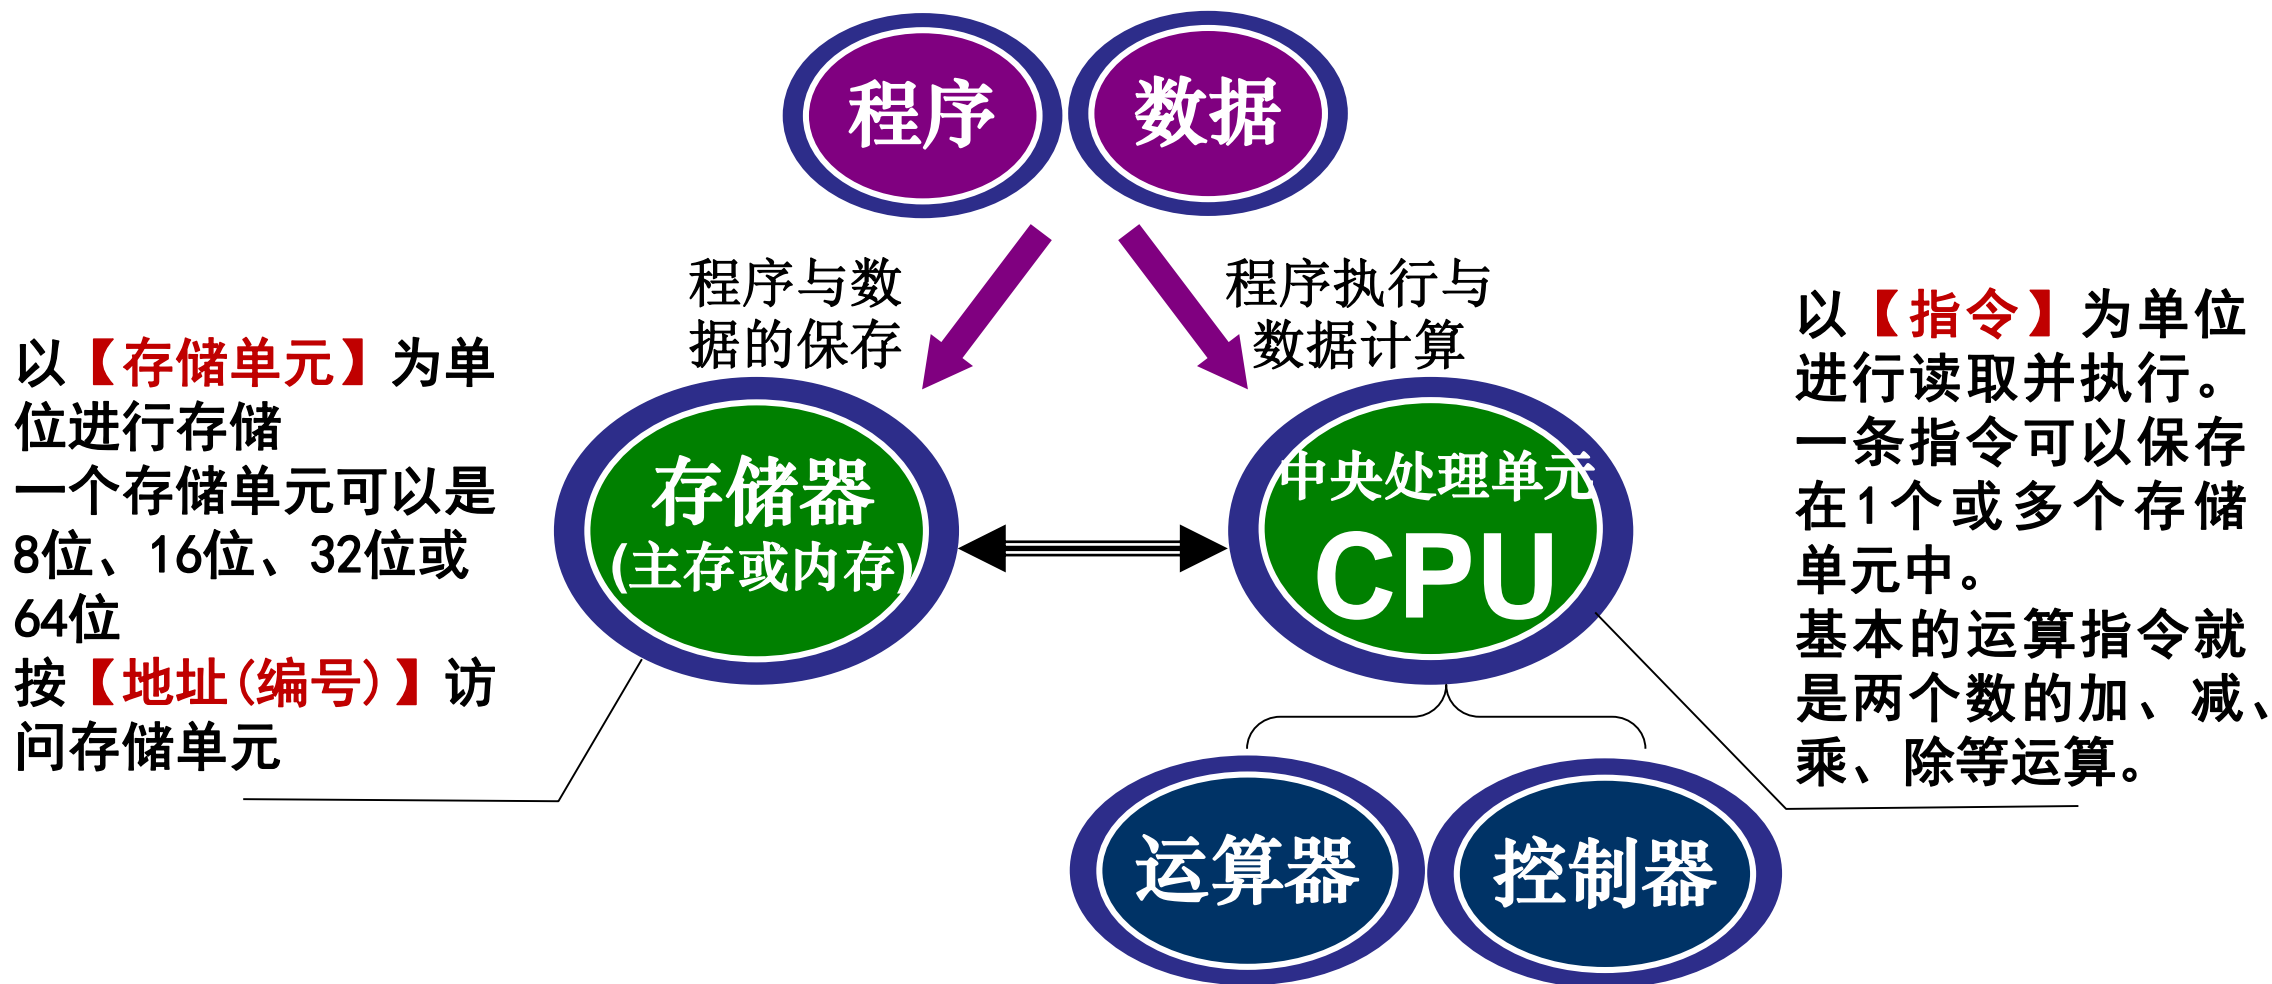 程序
数据
程序与数
据的保存
程序执行与
数据计算
以【存储单元】为单
位进行存储
一个存储单元可以是
8位、16位、32位或
64位
按【地址(编号)】访
问存储单元
存储器
(主存或内存)
中央处理单元
CPU
以【指令】为单位
进行读取并执行。
一条指令可以保存
在1个或多个存储
单元中。
基本的运算指令就
是两个数的加、减、
乘、除等运算。
运算器
控制器